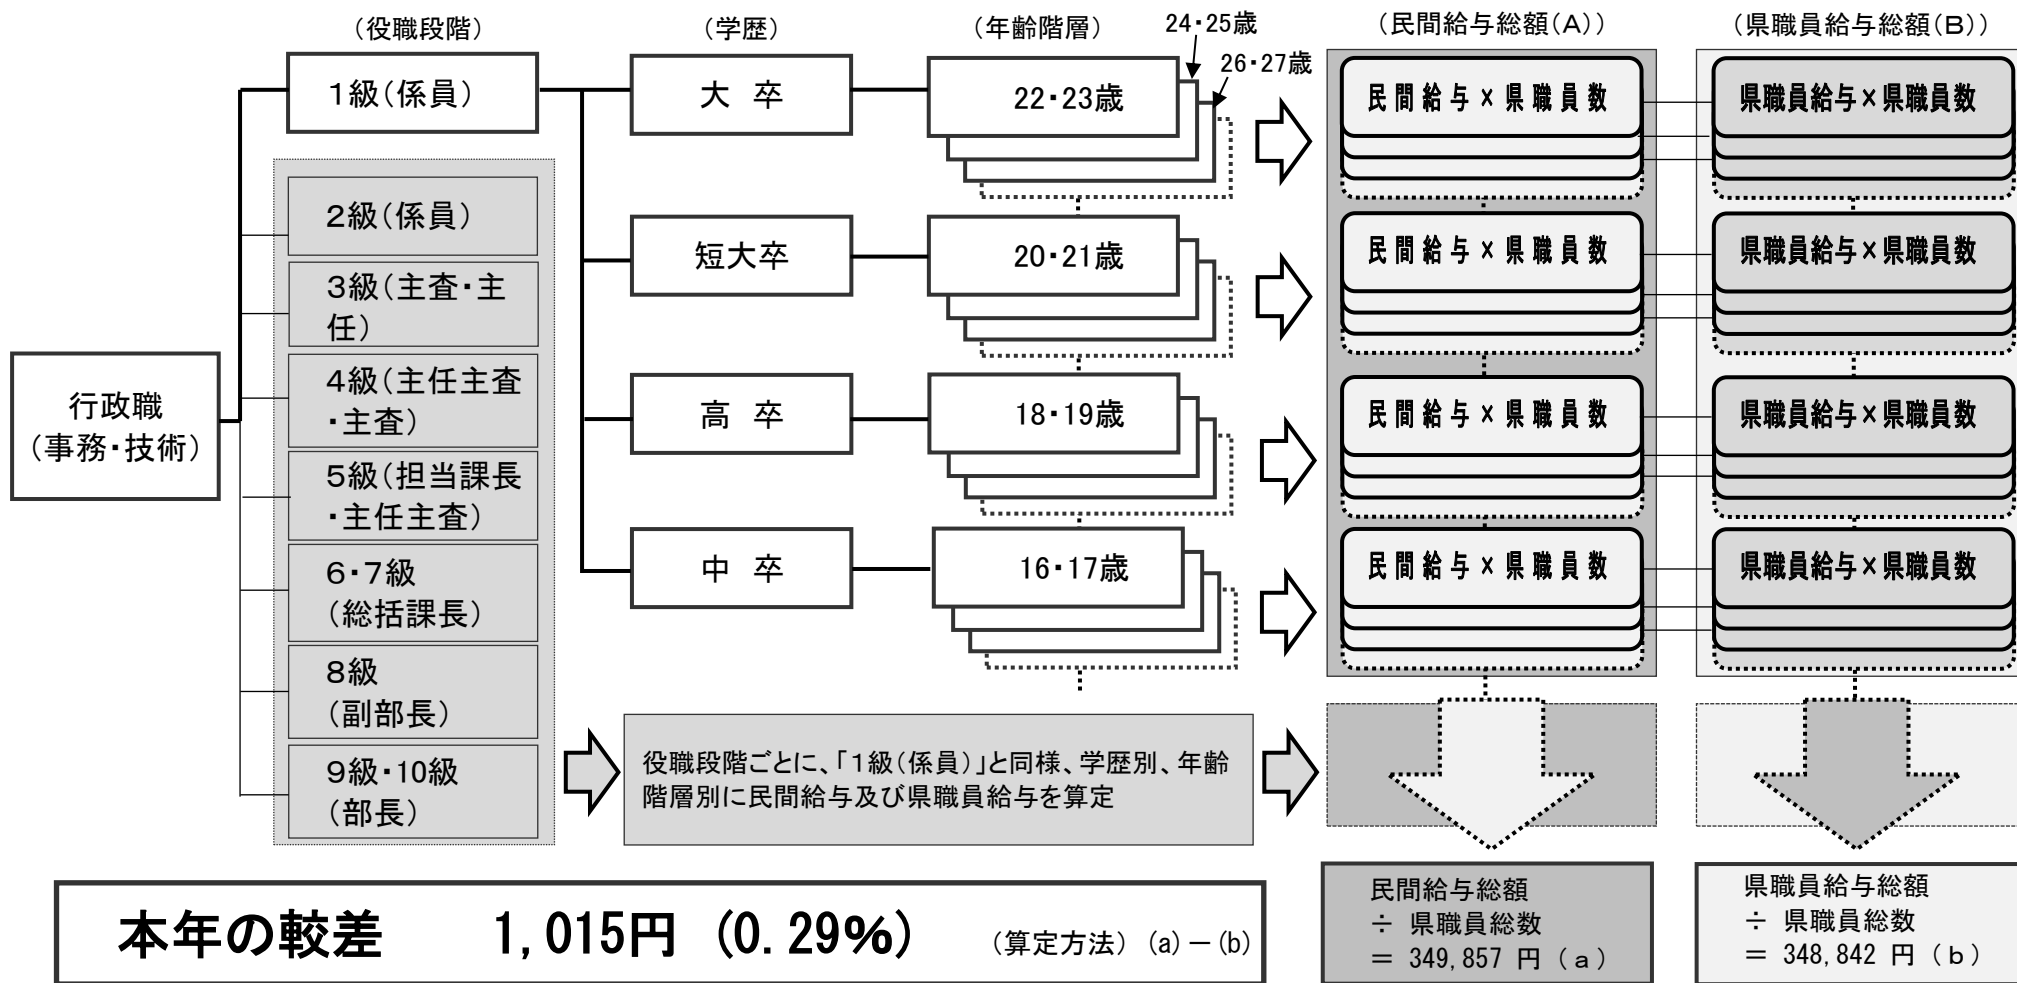 （役職段階）
（学歴）
（年齢階層）
24・25歳
26・27歳
（民間給与総額(Ａ)）
（県職員給与総額(Ｂ)）
行政職
（事務・技術）
１級（係員）
２級（係員）
３級（主査・主
任）
４級（主任主査
・主査）
５級（担当課長
・主任主査）
６・７級
（総括課長）
８級
（副部長）
９級・10級
（部長）
大　卒
22・23歳
民間給与×県職員数
県職員給与×県職員数
短大卒
20・21歳
民間給与×県職員数
県職員給与×県職員数
高　卒
18・19歳
民間給与×県職員数
県職員給与×県職員数
中　卒
16・17歳
民間給与×県職員数
県職員給与×県職員数
役職段階ごとに、「１級（係員）」と同様、学歴別、年齢
階層別に民間給与及び県職員給与を算定
本年の較差　　1,015円（0.29％）　（算定方法）(a)－(b)
民間給与総額
÷ 県職員総数
＝ 349,857 円（ａ）
県職員給与総額
÷ 県職員総数
＝ 348,842 円（ｂ）